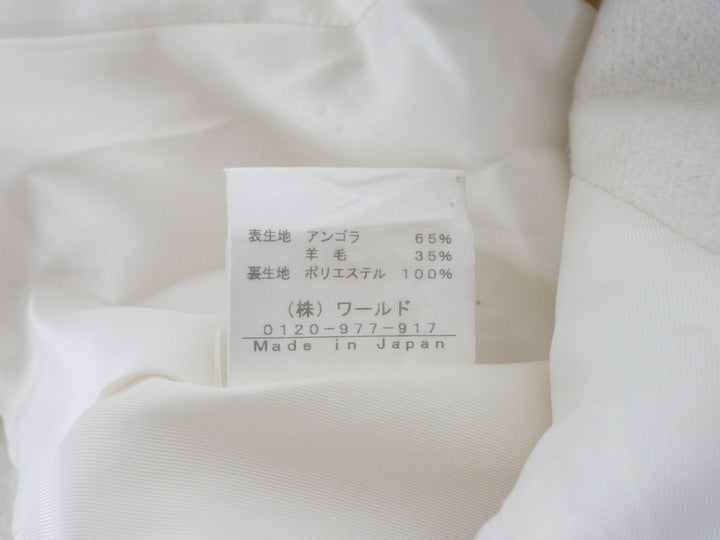 表生地 アンゴラ 65%
羊毛 35%
裏生地 ポリエステル 100%
(株)ワールド
0120-977-917
Made in Japan